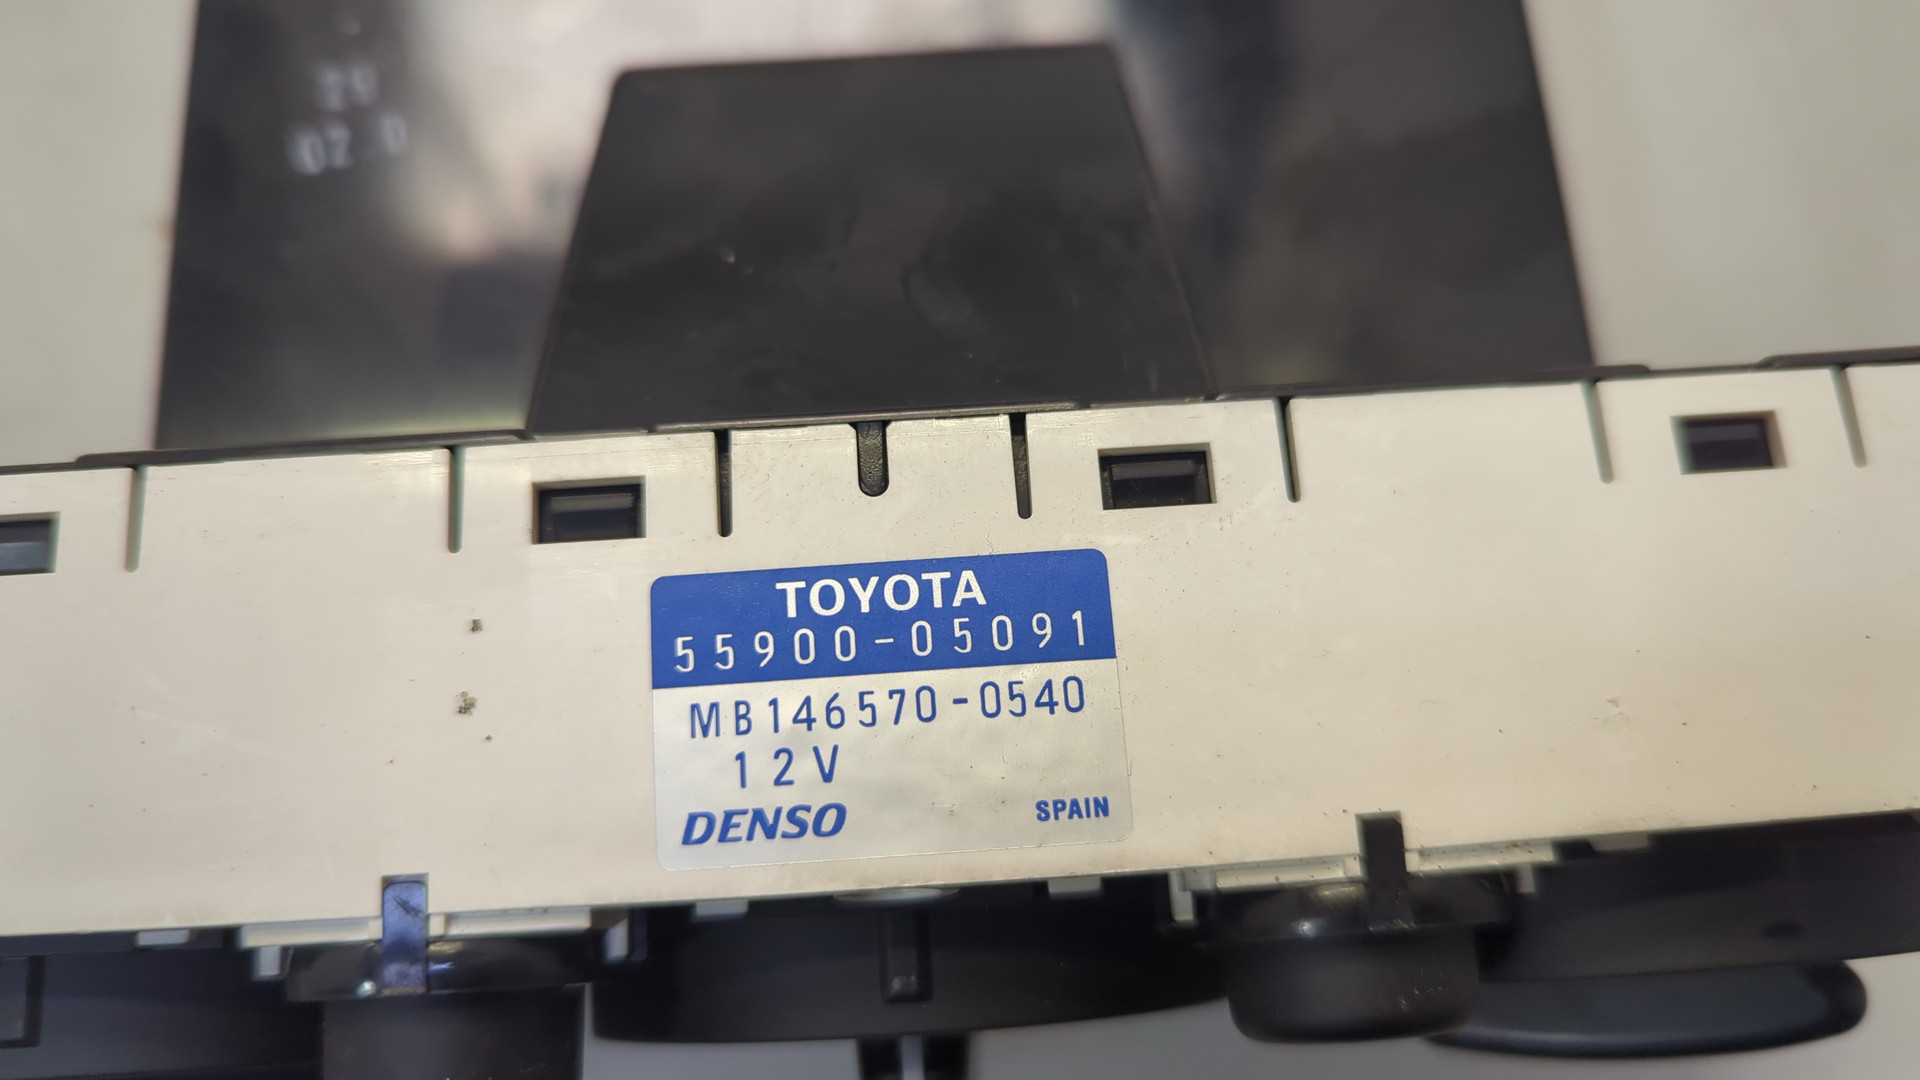 TOYOTA
55900-05091
MB146570-0540
12V
DENSO
SPAIN